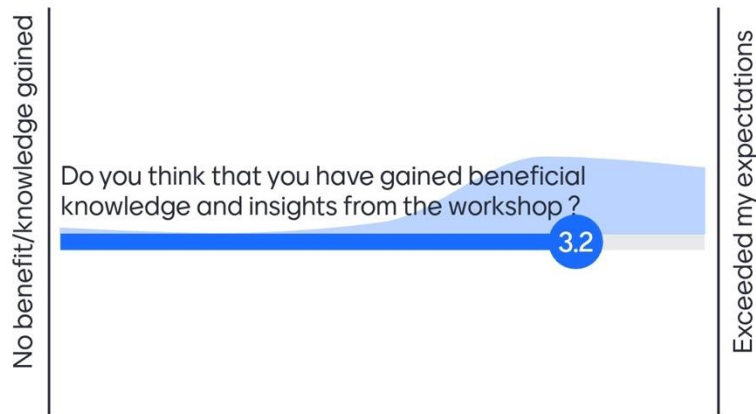 No benefit/knowledge gained
Do you think that you have gained beneficial
knowledge and insights from the workshop ?
3.2
Exceeded my expectations